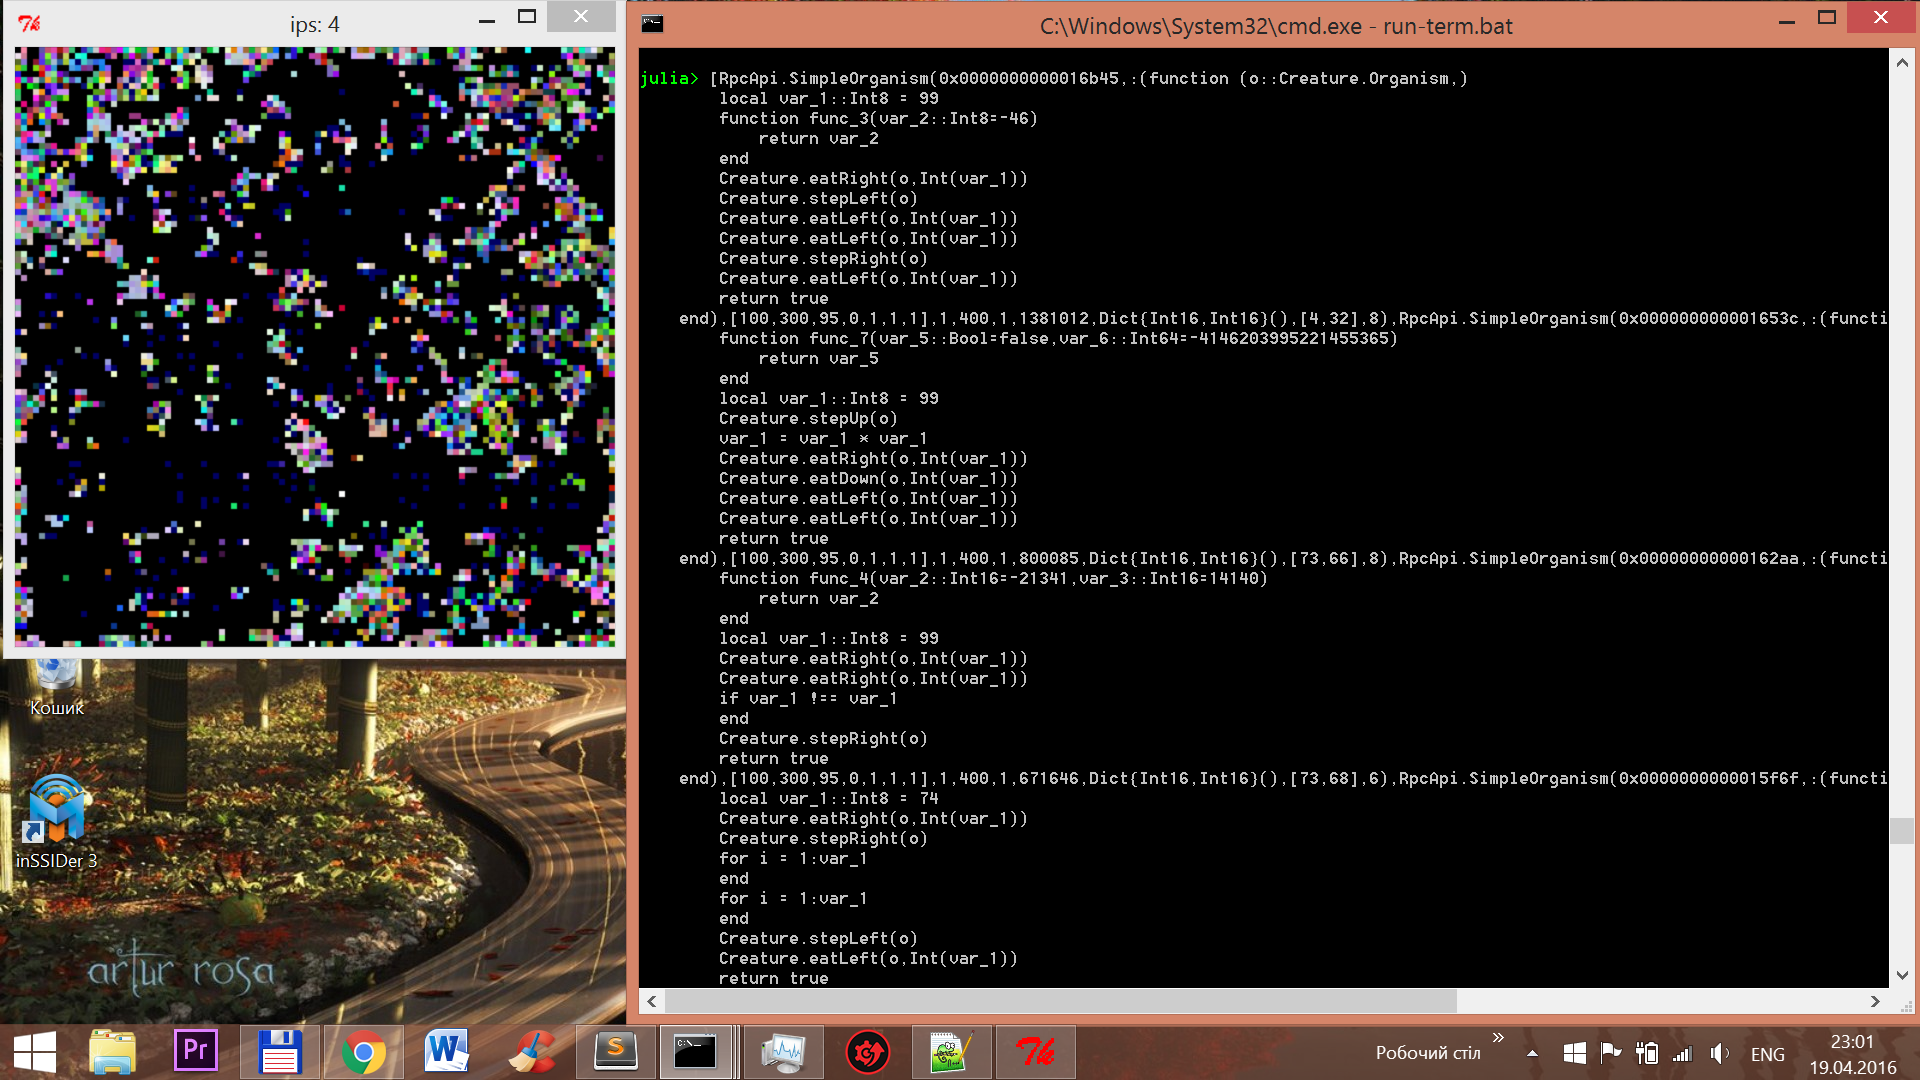 ips: 4
C:\Windows\System32\cmd.exe - run-term.bat
julia> [RpcApi.SimpleOrganism(0x0000000000016b45,:(function (o::Creature.Organism,)
local var_1::Int8 = 99
function func_3(var_2::Int8=-46)
return var_2
end
Creature.eatRight(o,Int(var_1))
Creature.stepLeft(o)
Creature.eatLeft(o,Int(var_1))
Creature.eatLeft(o,Int(var_1))
Creature.stepRight(o)
Creature.eatLeft(o,Int(var_1))
return true
end),[100,300,95,0,1,1,1],1,400,1,1381012,Dict{Int16,Int16}(),[4,32],8),RpcApi.SimpleOrganism(0x000000000001653c,:(functi
function func_7(var_5::Bool=false,var_6::Int64=-4146203995221455365)
return var_5
end
local var_1::Int8 = 99
Creature.stepUp(o)
var_1 = var_1 * var_1
Creature.eatRight(o,Int(var_1))
Creature.eatDown(o,Int(var_1))
Creature.eatLeft(o,Int(var_1))
Creature.eatLeft(o,Int(var_1))
return true
end),[100,300,95,0,1,1,1],1,400,1,800085,Dict{Int16,Int16}(),[73,66],8),RpcApi.SimpleOrganism(0x00000000000162aa,:(functi
function func_4(var_2::Int16=-21341,var_3::Int16=14140)
return var_2
end
local var_1::Int8 = 99
Creature.eatRight(o,Int(var_1))
Creature.eatRight(o,Int(var_1))
if var_1 !== var_1
end
Creature.stepRight(o)
return true
end),[100,300,95,0,1,1,1],1,400,1,671646,Dict{Int16,Int16}(),[73,68],6),RpcApi.SimpleOrganism(0x0000000000015f6f,:(functi
local var_1::Int8 = 74
Creature.eatRight(o,Int(var_1))
Creature.stepRight(o)
for i = 1:var_1
end
for i = 1:var_1
end
Creature.stepLeft(o)
Creature.eatLeft(o,Int(var_1))
return true
Кошик
inSSIDer 3
artur rosa
Робочий стіл
ENG
23:01
19.04.2016